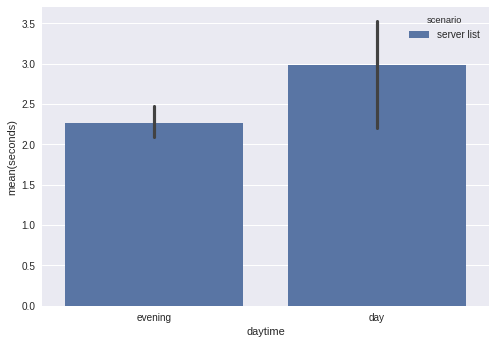 scenario
server list
3.5
3.0
2.5
2.0
1.5
1.0
0.5
0.0
mean(seconds)
evening
day
daytime